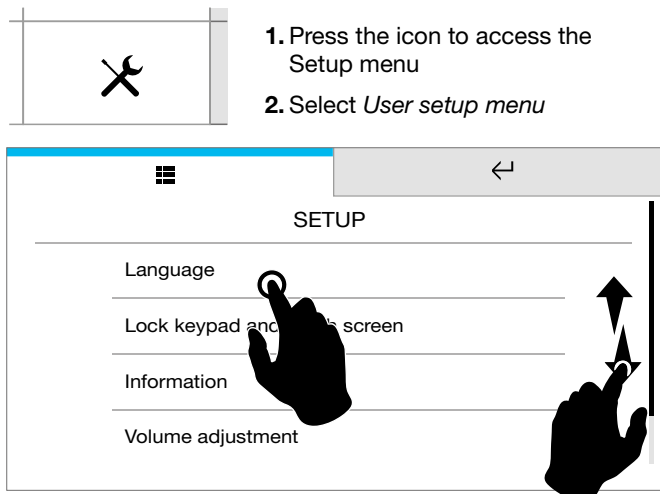 1. Press the icon to access the
Setup menu
2. Select User setup menu
SETUP
Language
Lock keypad and screen
Information
Volume adjustment